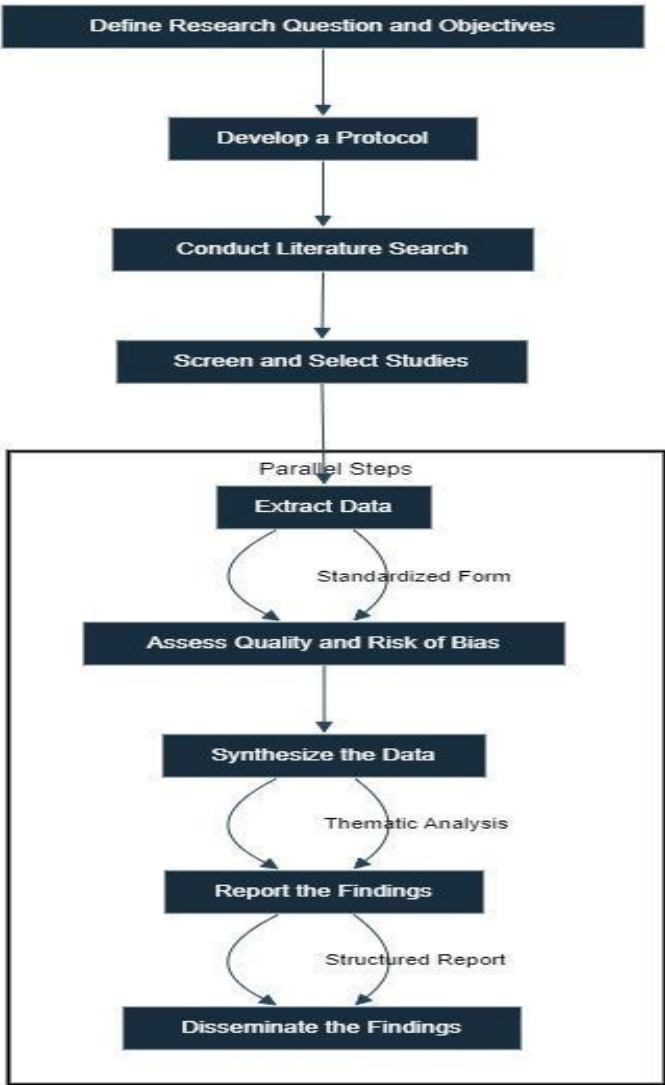 Define Research Question and Objectives
Develop a Protocol
Conduct Literature Search
Screen and Select Studies
Parallel Steps
Extract Data
Standardized Form
Assess Quality and Risk of Bias
Synthesize the Data
Thematic Analysis
Report the Findings
Structured Report
Disseminate the Findings